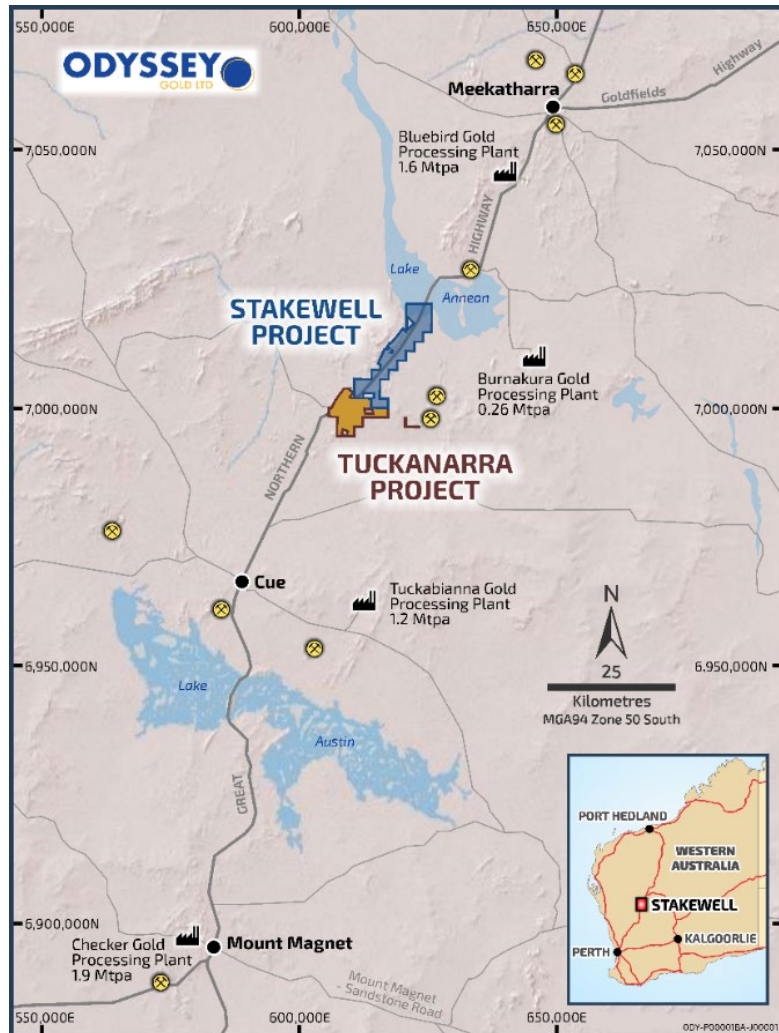 550,000E
600,000E
650,000E
ODYSSEY
GOLD LTD
Meekatharra
Goldfields
Highway
7,050,000N
7,050,000N
Bluebird Gold
Processing Plant
1.6 Mtpa
HIGHWAY
Lake
Annean
STAKEWELL
PROJECT
Burnakura Gold
Processing Plant
0.26 Mtpa
7,000,000N
7,000,000N
TUCKANARRA
PROJECT
NORTHERN
Cue
Tuckabianna Gold
Processing Plant
1.2 Mtpa
N
25
Kilometres
MGA94 Zone 50 South
6,950,000N
6,950,000N
Lake
Austin
GREAT
PORT HEDLAND
WESTERN
AUSTRALIA
STAKEWELL
KALGOORLIE
PERTH
6,900,000N
Checker Gold
Processing Plant
1.9 Mtpa
Mount Magnet
Mount Magnet
- Sandstone Road
550,000E
600,000E
650,000E